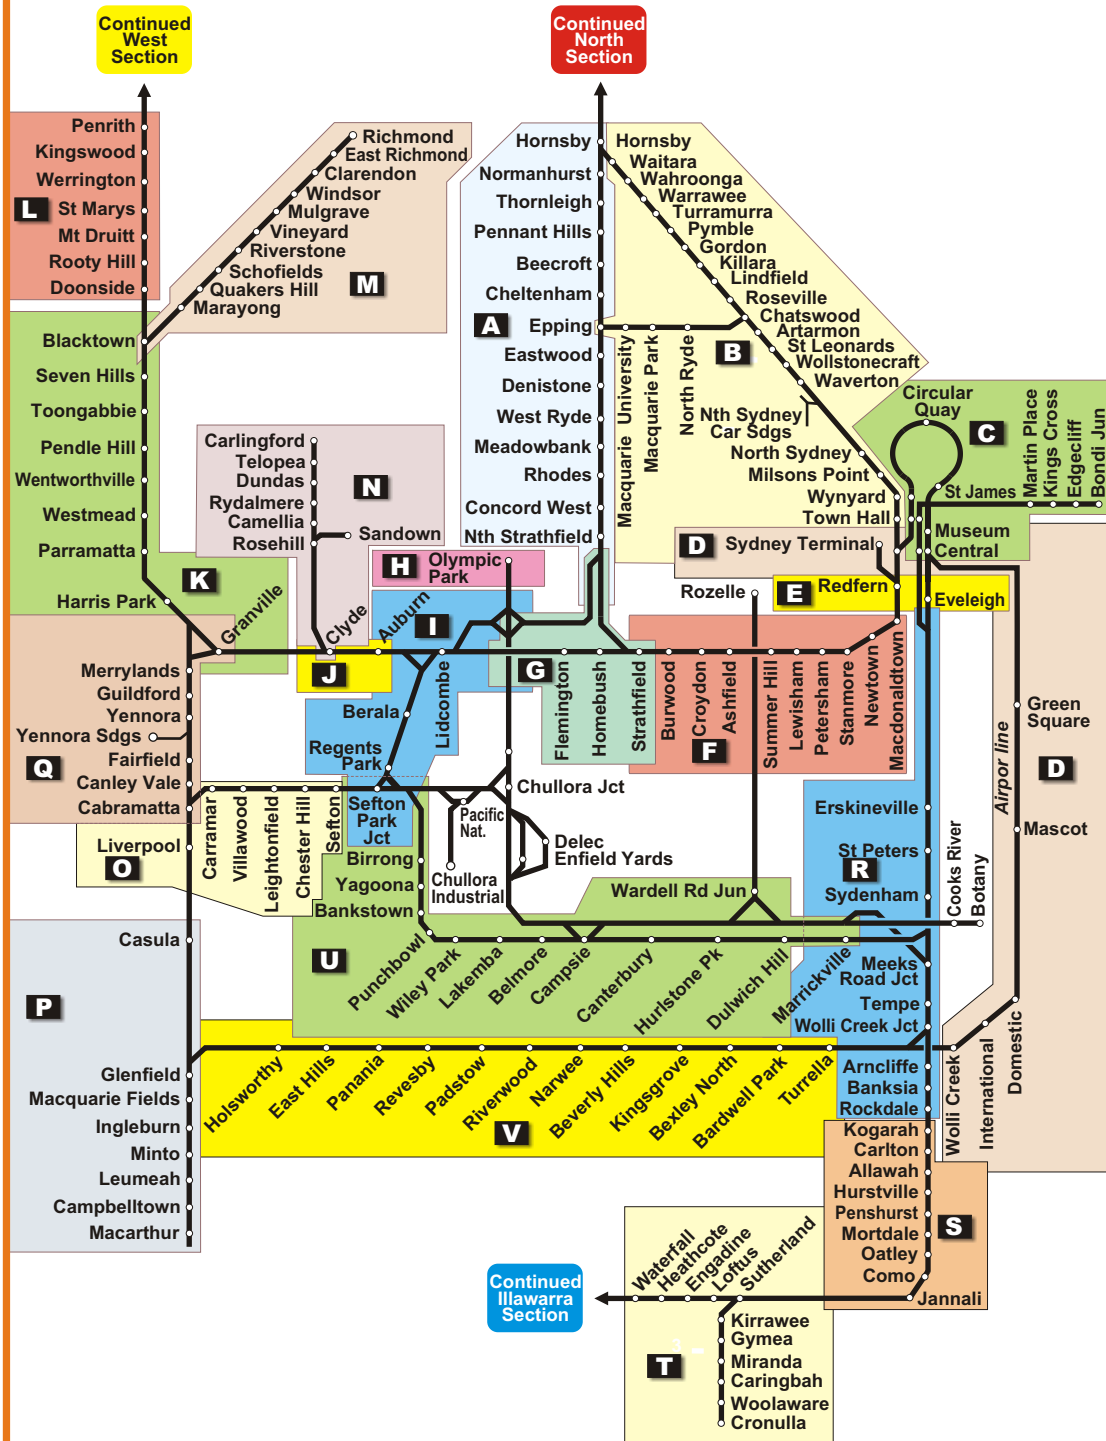 Continued
West
Section
Continued
North
Section
Penrith
Kingswood
Werrington
L
St Marys
Mt Druitt
Rooty Hill
Doonside
Richmond
East Richmond
Clarendon
Windsor
Mulgrave
Vineyard
Riverstone
Schofields
Quakers Hill
Marayong
M
Hornsby
Normanhurst
Thornleigh
Pennant Hills
Beecroft
Cheltenham
A
Epping
Eastwood
Denistone
West Ryde
Meadowbank
Rhodes
Concord West
Nth Strathfield
Hornsby
Waitara
Wahroonga
Warrawee
Turramurra
Pymble
Gordon
Killara
Lindfield
Roseville
Chatswood
Artarmon
St Leonards
Wollstonecraft
Waverton
B
Macquarie University
Macquarie Park
North Ryde
Nth Sydney
Car Sdgs
North Sydney
Milsons Point
Wynyard
Town Hall
Circular
Quay
C
Martin Place
Kings Cross
Edgecliff
Bondi Jun
St James
Museum
Central
Blacktown
Seven Hills
Toongabbie
Pendle Hill
Wentworthville
Westmead
Parramatta
K
Harris Park
Granville
Carlingford
Telopea
Dundas
Rydalmere
Camellia
Rosehill
N
Sandown
Clyde
J
H
Olympic
Park
D
Sydney Terminal
E
Redfern
Eveleigh
Rozelle
Auburn
I
Lidcombe
Berala
Regents
Park
G
Flemington
Homebush
Strathfield
Burwood
Croydon
Ashfield
Summer Hill
Lewisham
Petersham
Stanmore
Newtown
Macdonaldtown
F
Merrylands
Guildford
Yennora
Yennora Sdgs
Fairfield
Q
Canley Vale
Cabramatta
Liverpool
O
Carramar
Villawood
Leightonfield
Chester Hill
Sefton
Sefton
Park
Jct
Birrong
Yagoona
Bankstown
Pacific
Nat.
Chullora
Industrial
Chullora Jct
Delec
Enfield Yards
Wardell Rd Jun
Green
Square
Airpor line
D
Mascot
Erskineville
St Peters
R
Sydenham
Cooks River
Botany
Casula
P
Glenfield
Macquarie Fields
Ingleburn
Minto
Leumeah
Campbelltown
Macarthur
U
Punchbowl
Wiley Park
Lakemba
Belmore
Campsie
Canterbury
Hurlstone Pk
Dulwich Hill
Marrickville
Meeks
Road Jct
Tempe
Wolli Creek Jct
Arncliffe
Banksia
Rockdale
Wolli Creek
International
Domestic
Holsworthy
East Hills
Panania
Revesby
Padstow
Riverwood
Narwee
Beverly Hills
Kingsgrove
Bexley North
Bardwell Park
Turrella
V
Kogarah
Carlton
Allawah
Hurstville
Penshurst
Mortdale
Oatley
Como
S
Jannali
Continued
Illawarra
Section
Waterfall
Heathcote
Engadine
Loftus
Sutherland
Kirrawee
Gymea
Miranda
Caringbah
Woolaware
Cronulla
T